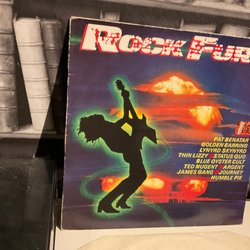 ROCK FUR
PAT BENATAR
GOLDEN EARRING
LYNYRD SKYNYRD
THIN LIZZY STATUS QUO
BLUE OYSTER CULT
TED NUGENT ARGENT
JAMES GANG JOURNEY
HUMBLE PIE